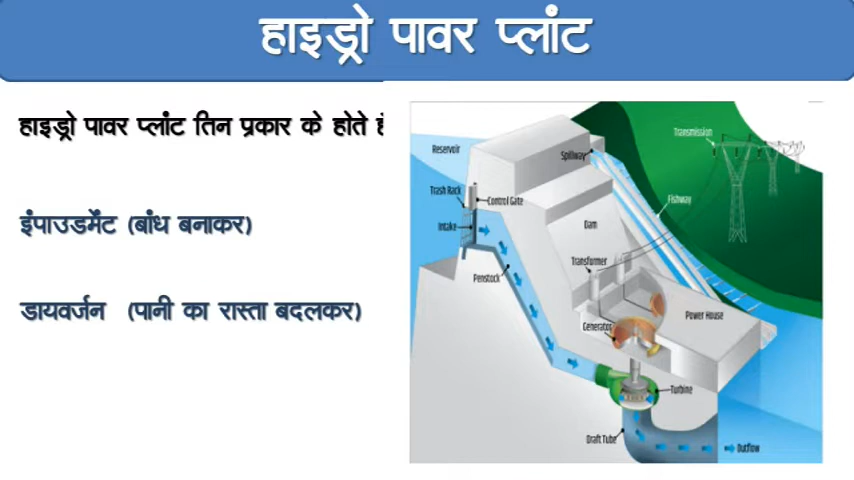 हाइड्रो पावर प्लांट
हाइड्रो पावर प्लांट तिन प्रकार के होते
इंपाउडमेंट (बांध बनाकर)
डायवर्जन (पानी का रास्ता बदलकर)
Transmission
Reservoir
Spillway
Trash Rack
Control Gate
Fishway
Intake
Dam
Transformer
Penstock
Power House
Generator
Turbine
Draft Tube
Outflow